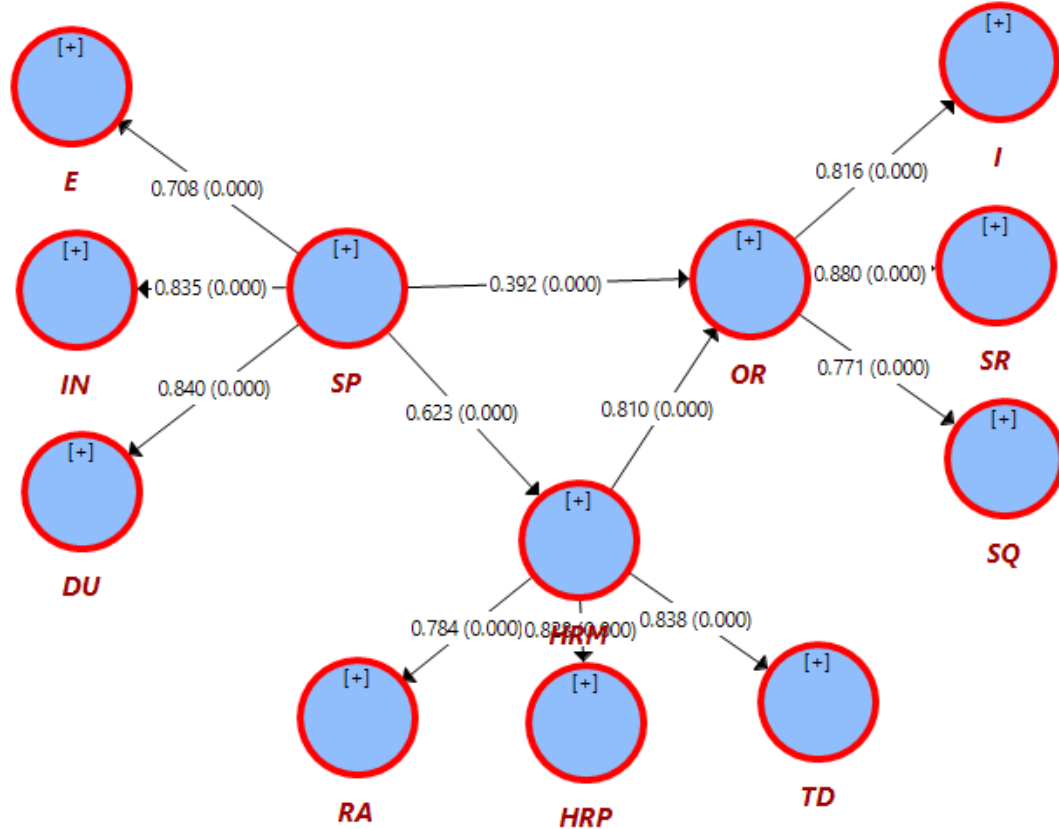 [+]
E
[+]
I
0.708 (0.000)
0.816 (0.000)
[+]
IN
[+]
SP
[+]
OR
[+]
SR
0.835 (0.000)
0.392 (0.000)
0.880 (0.000)
0.840 (0.000)
0.623 (0.000)
0.810 (0.000)
0.771 (0.000)
[+]
DU
[+]
HRM
[+]
SQ
0.784 (0.000)
0.838 (0.000)
[+]
RA
[+]
HRP
[+]
TD